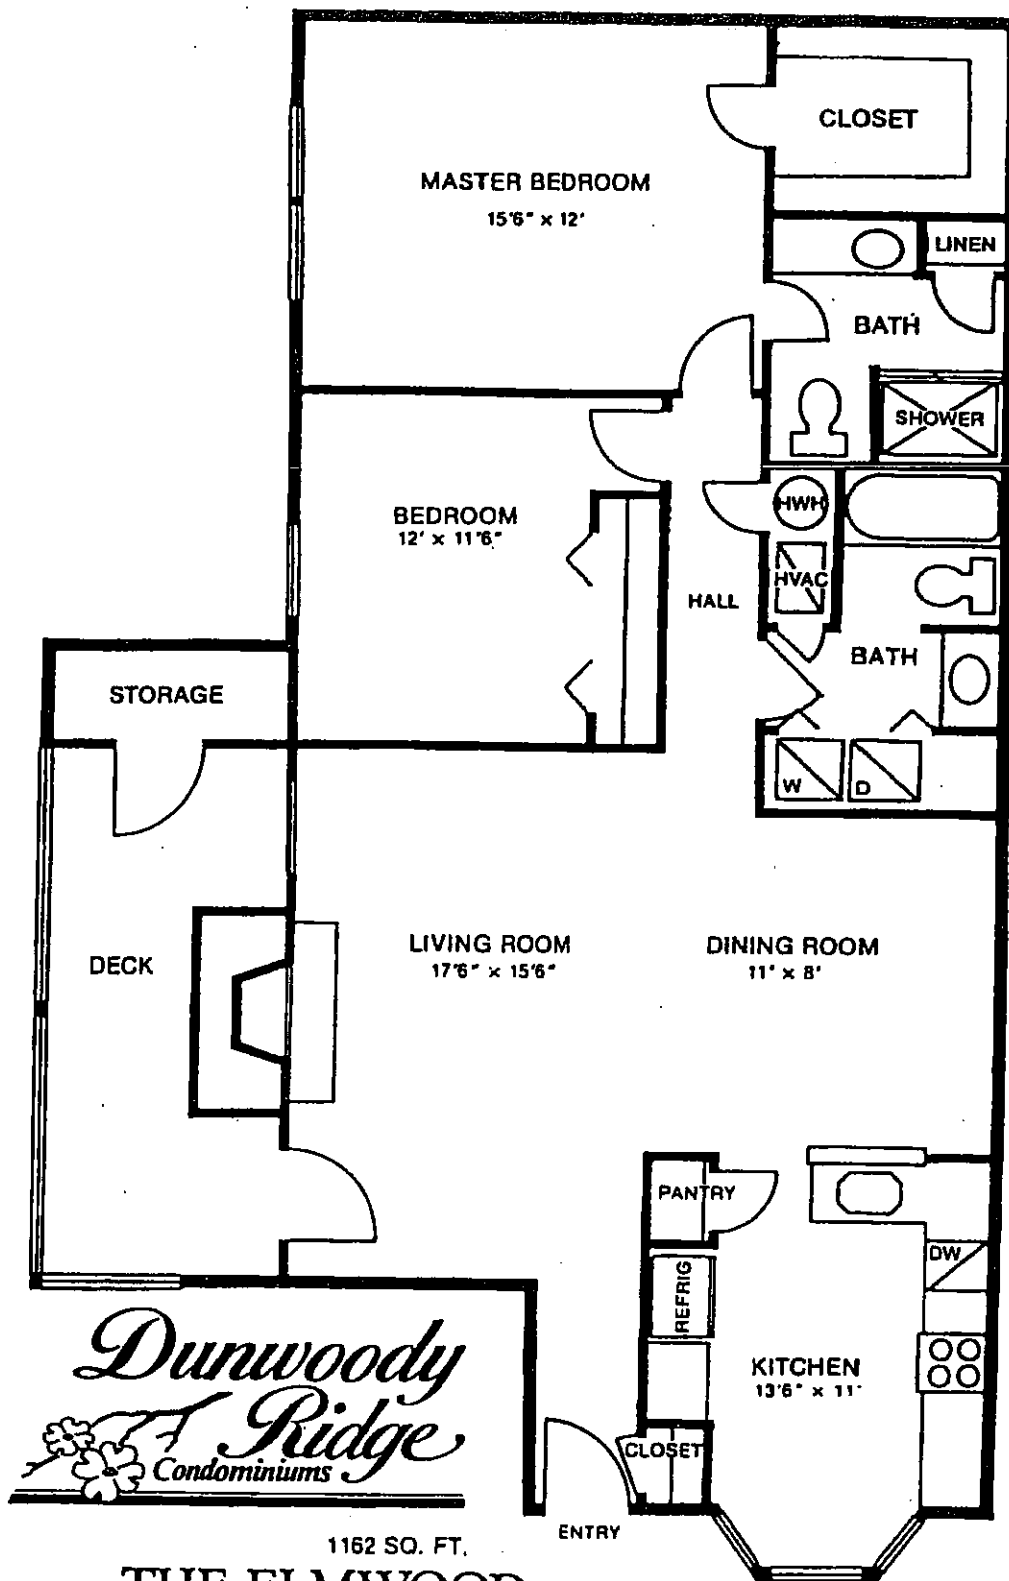 CLOSET
MASTER BEDROOM
15'6" x 12'
LINEN
BATH
SHOWER
HWH
BEDROOM
12' x 11'6"
HVAC
HALL
BATH
STORAGE
W
D
LIVING ROOM
17'6" x 15'6"
DINING ROOM
11' x 8'
DECK
PANTRY
DW
REFRIG
KITCHEN
13'6" x 11'
CLOSET
ENTRY
Dunwoody
Ridge
Condominiums
1162 SQ. FT.
THE ELMWOOD